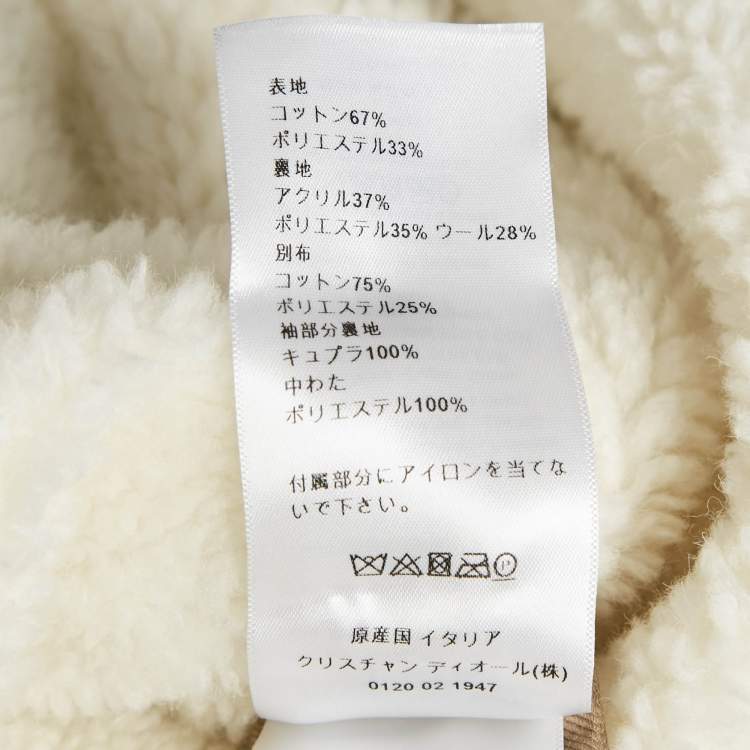 表地
コットン67%
ポリエステル33%
裏地
アクリル37%
ポリエステル35% ウール28%
別布
コットン75%
ポリエステル25%
袖部分裏地
キュプラ100%
中わた
ポリエステル100%
付属部分にアイロンを当てな
いで下さい。
P
原産国 イタリア
クリスチャン ディオール(株)
0120 02 1947